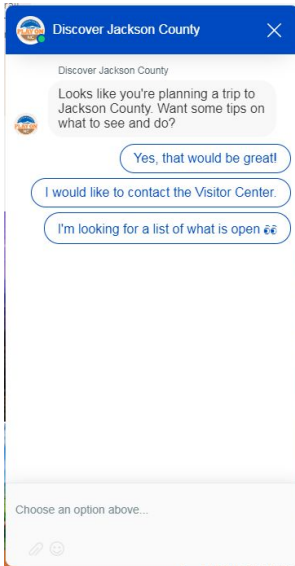 Discover Jackson County
Discover Jackson County
Looks like you're planning a trip to
Jackson County. Want some tips on
what to see and do?
Yes, that would be great!
I would like to contact the Visitor Center.
I'm looking for a list of what is open 👀
Choose an option above...